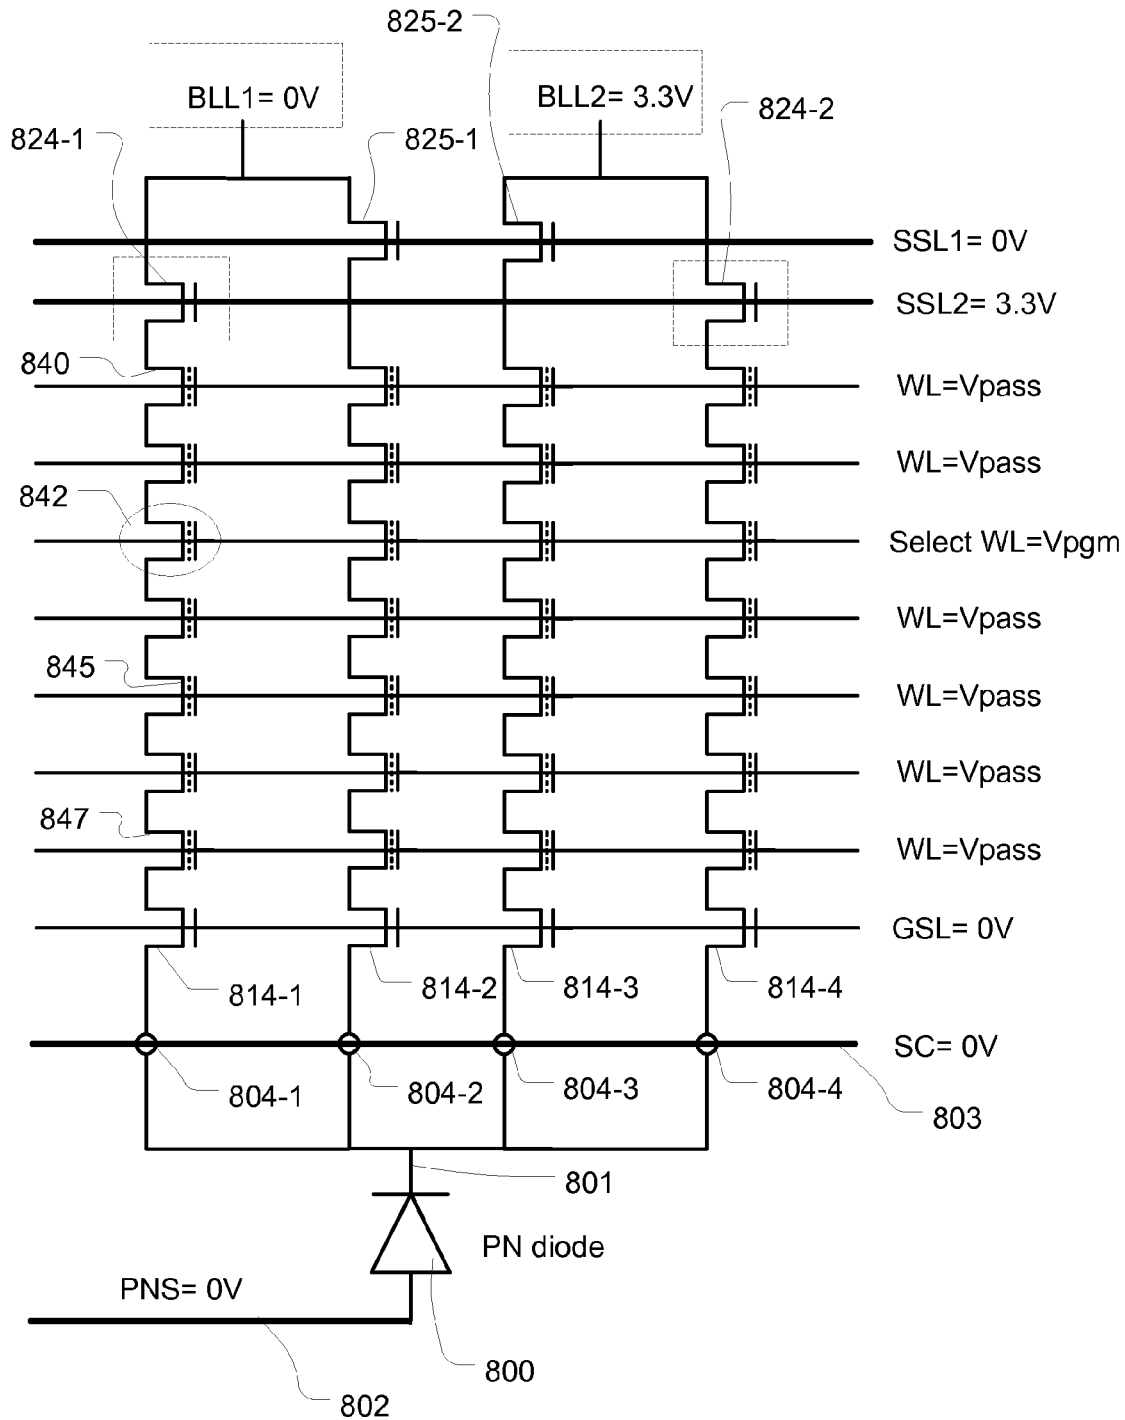 825-2
BLL1= 0V
BLL2= 3.3V
824-2
824-1
825-1
SSL1= 0V
SSL2= 3.3V
840
WL=Vpass
WL=Vpass
842
Select WL=Vpgm
WL=Vpass
845
WL=Vpass
WL=Vpass
847
WL=Vpass
GSL= 0V
814-1
814-2
814-3
814-4
SC= 0V
804-1
804-2
804-3
804-4
803
801
PN diode
PNS= 0V
800
802